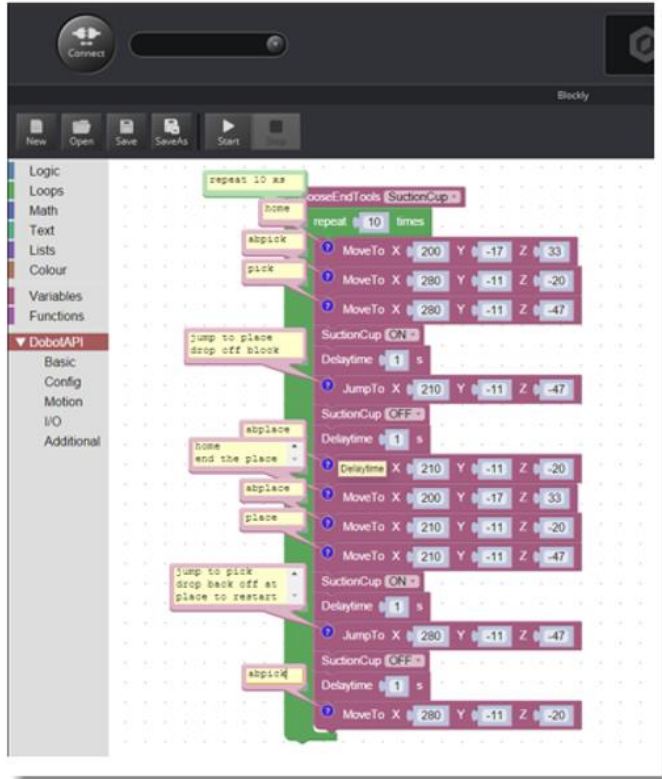 Connect
Blockly
New Open Save SaveAs Start Stop
Logic
Loops
Math
Text
Lists
Colour
Variables
Functions
DobotAPI
Basic
Config
Motion
I/O
Additional
repeat 10 xs
ooseEndTools SuctionCup
home
repeat 10 times
abpick
? MoveTo X 200 Y -17 Z 33
pick
? MoveTo X 280 Y -11 Z -20
? MoveTo X 280 Y -11 Z -47
SuctionCup ON
jump to place
drop off block
Delaytime 1 s
? JumpTo X 210 Y -11 Z -47
SuctionCup OFF
abplace
Delaytime 1 s
home
end the place
? Delaytime X 210 Y -11 Z -20
abplace
? MoveTo X 200 Y -17 Z 33
place
? MoveTo X 210 Y -11 Z -20
? MoveTo X 210 Y -11 Z -47
jump to pick
drop back off at
place to restart
SuctionCup ON
Delaytime 1 s
? JumpTo X 280 Y -11 Z -47
SuctionCup OFF
abpick
Delaytime 1 s
? MoveTo X 280 Y -11 Z -20